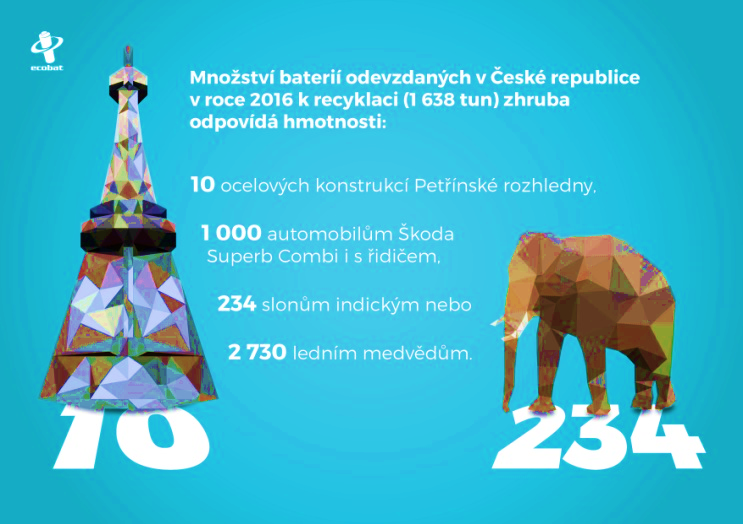 ecobat
Množství baterií odevzdaných v České republice
v roce 2016 k recyklaci (1 638 tun) zhruba
odpovídá hmotnosti:
10 ocelových konstrukcí Petřínské rozhledny,
1 000 automobilům Škoda
Superb Combi i s řidičem,
234 slonům indickým nebo
2 730 ledním medvědům.
10
234